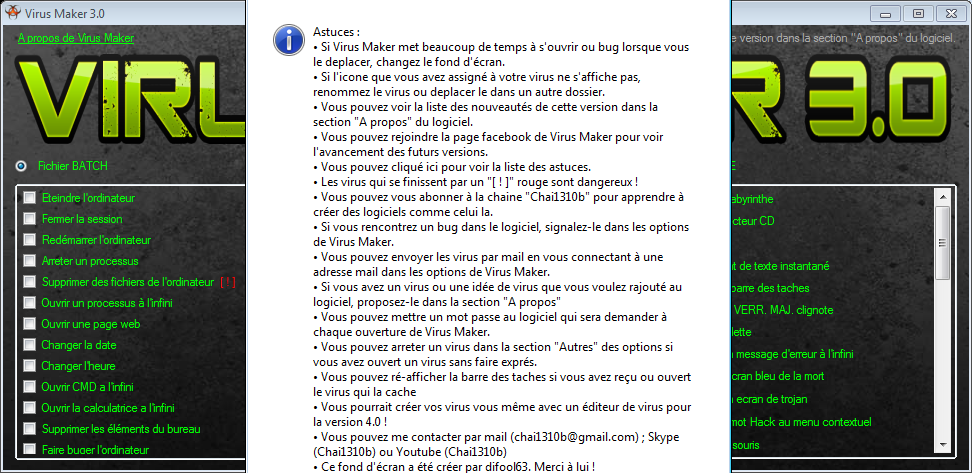 Virus Maker 3.0
A propos de Virus Maker
e version dans la section "A propos" du logiciel.
VIRU
R 3.0
Fichier BATCH
Eteindre l'ordinateur
Fermer la session
Redémarrer l'ordinateur
Arreter un processus
Supprimer des fichiers de l'ordinateur [ ! ]
Ouvrir un processus à l'infini
Ouvrir une page web
Changer la date
Changer l'heure
Ouvrir CMD a l'infini
Ouvrir la calculatrice a l'infini
Supprimer les éléments du bureau
Faire buger l'ordinateur
Astuces :
• Si Virus Maker met beaucoup de temps à s'ouvrir ou bug lorsque vous
le deplacer, changez le fond d'écran.
• Si l'icone que vous avez assigné à votre virus ne s'affiche pas,
renommez le virus ou deplacer le dans un autre dossier.
• Vous pouvez voir la liste des nouveautés de cette version dans la
section "A propos" du logiciel.
• Vous pouvez rejoindre la page facebook de Virus Maker pour voir
l'avancement des futurs versions.
• Vous pouvez cliqué ici pour voir la liste des astuces.
• Les virus qui se finissent par un "[ ! ]" rouge sont dangereux !
• Vous pouvez vous abonner à la chaine "Chai1310b" pour apprendre à
créer des logiciels comme celui la.
• Si vous rencontrez un bug dans le logiciel, signalez-le dans les options
de Virus Maker.
• Vous pouvez envoyer les virus par mail en vous connectant à une
adresse mail dans les options de Virus Maker.
• Si vous avez un virus ou une idée de virus que vous voulez rajouté au
logiciel, proposez-le dans la section "A propos"
• Vous pouvez mettre un mot passe au logiciel qui sera demander à
chaque ouverture de Virus Maker.
• Vous pouvez arreter un virus dans la section "Autres" des options si
vous avez ouvert un virus sans faire exprés.
• Vous pouvez ré-afficher la barre des taches si vous avez reçu ou ouvert
le virus qui la cache
• Vous pourrait créer vos virus vous même avec un éditeur de virus pour
la version 4.0 !
• Vous pouvez me contacter par mail (chai1310b@gmail.com) ; Skype
(Chai1310b) ou Youtube (Chai1310b)
• Ce fond d'écran a été créer par difool63. Merci à lui !
E
abyrinthe
cteur CD
t de texte instantané
barre des taches
VERR. MAJ. clignote
lette
message d'erreur à l'infini
cran bleu de la mort
ecran de trojan
mot Hack au menu contextuel
souris